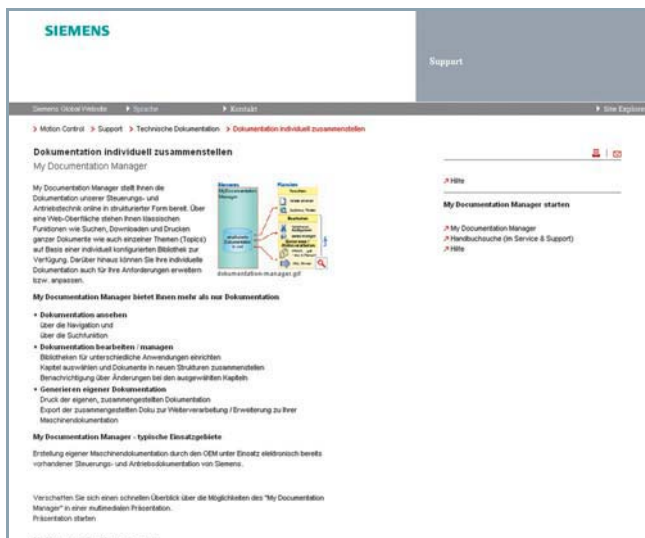 SIEMENS
Support
Siemens Global Website
Sprache
Kontakt
Site Explorer
Motion Control
Support
Technische Dokumentation
Dokumentation individuell zusammenstellen
Dokumentation individuell zusammenstellen
My Documentation Manager
My Documentation Manager stellt Ihnen die
Dokumentation unserer Steuerungs- und
Antriebstechnik online in strukturierter Form bereit. Über
eine Web-Oberfläche stehen Ihnen klassischen
Funktionen wie Suchen, Downloaden und Drucken
ganzer Dokumente wie auch einzelner Themen (Topics)
auf Basis einer individuell konfigurierten Bibliothek zur
Verfügung. Darüber hinaus können Sie Ihre individuelle
Dokumentation auch für Ihre Anforderungen erweitern
bzw. anpassen.
Siemens
Planner
MyDocumentation
Manager
dokumentation-manager.gif
My Documentation Manager bietet Ihnen mehr als nur Dokumentation
Dokumentation ansehen
über die Navigation und
über die Suchfunktion
Dokumentation bearbeiten / managen
Bibliotheken für unterschiedliche Anwendungen einrichten
Kapitel auswählen und Dokumente in neuen Strukturen zusammenstellen
Benachrichtigung über Änderungen bei den ausgewählten Kapiteln
Generieren eigener Dokumentation
Druck der eigenen, zusammengestellten Dokumentation
Export der zusammengestellten Doku zur Weiterverarbeitung / Erweiterung zu Ihrer
Maschinendokumentation
My Documentation Manager - typische Einsatzgebiete
Erstellung eigener Maschinendokumentation durch den OEM unter Einsatz elektronisch bereits
vorhandener Steuerungs- und Antriebsdokumentation von Siemens.
Verschaffen Sie sich einen schnellen Überblick über die Möglichkeiten des "My Documentation
Manager" in einer multimedialen Präsentation.
Präsentation starten
Hilfe
My Documentation Manager starten
My Documentation Manager
Handbuchsuche (im Service & Support)
Hilfe